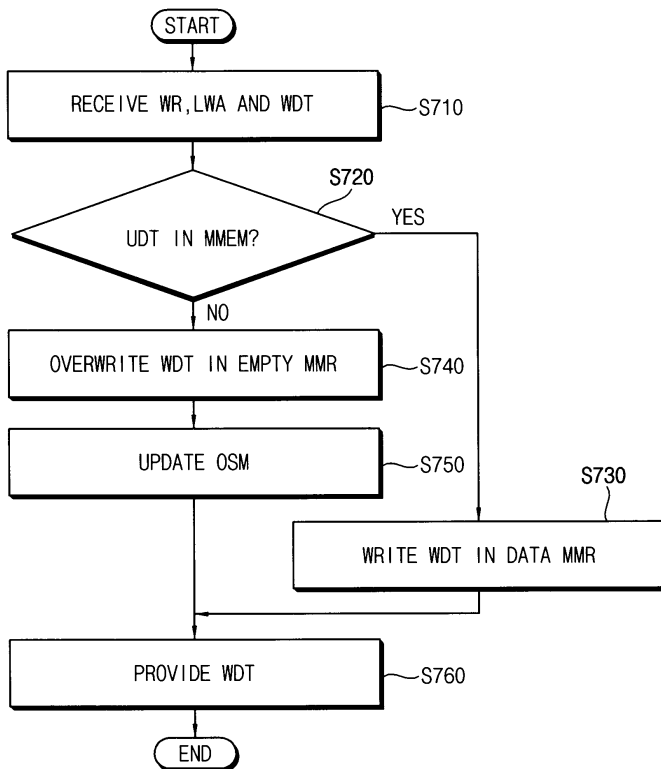 START
RECEIVE WR,LWA AND WDT
S710
S720
UDT IN MMEM?
YES
NO
OVERWRITE WDT IN EMPTY MMR
S740
UPDATE OSM
S750
S730
WRITE WDT IN DATA MMR
PROVIDE WDT
S760
END